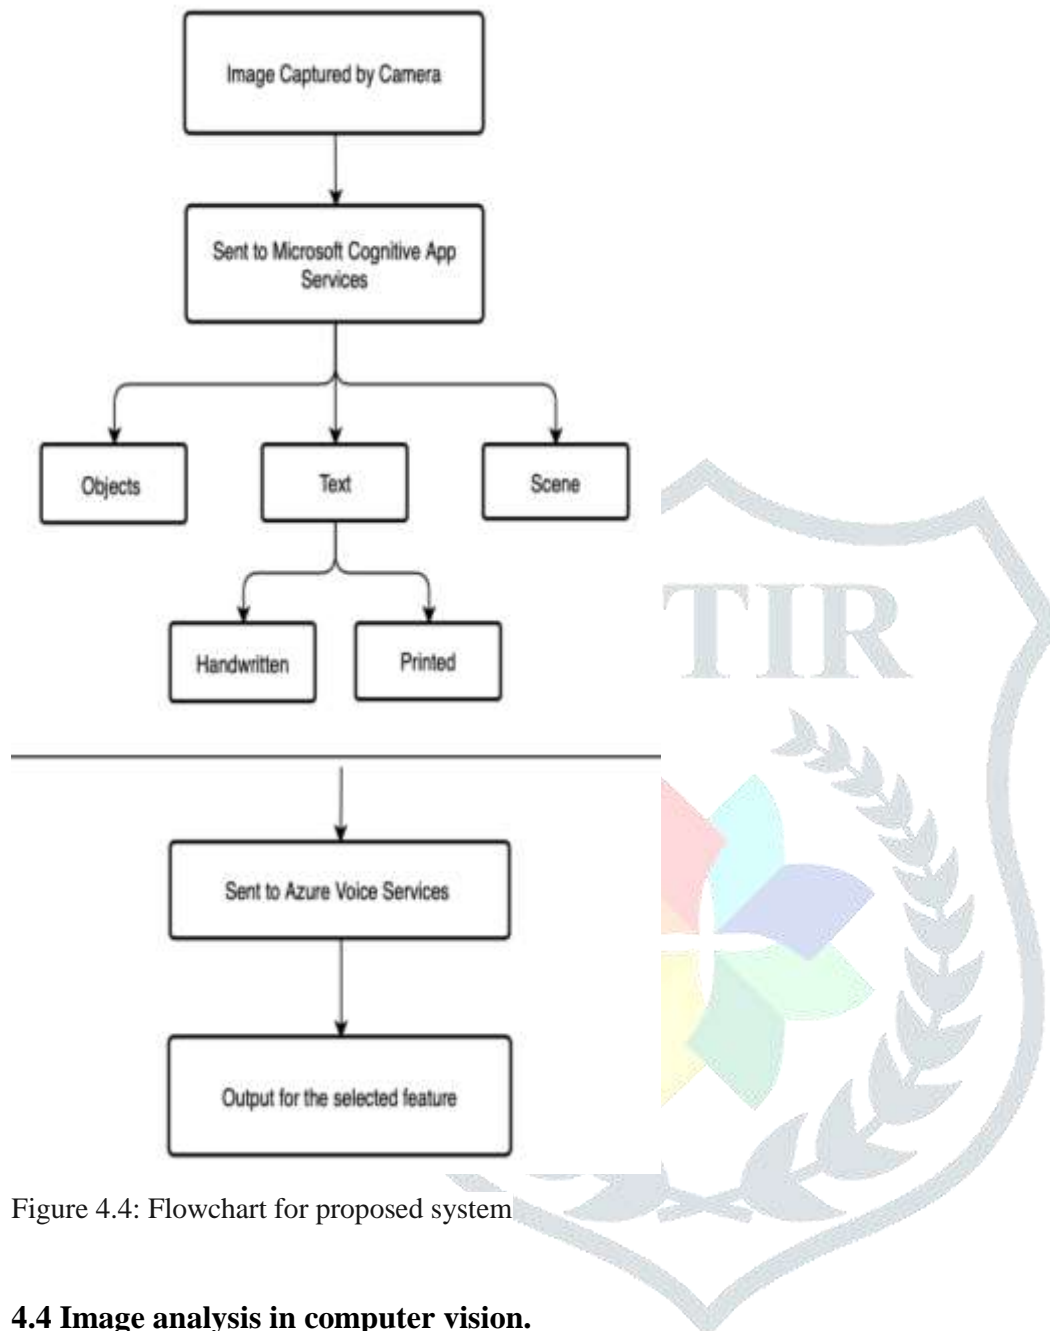 Image Captured by Camera
Sent to Microsoft Cognitive App
Services
Objects
Text
Scene
Handwritten
Printed
TIR
Sent to Azure Voice Services
Output for the selected feature
Figure 4.4: Flowchart for proposed system
4.4 Image analysis in computer vision.